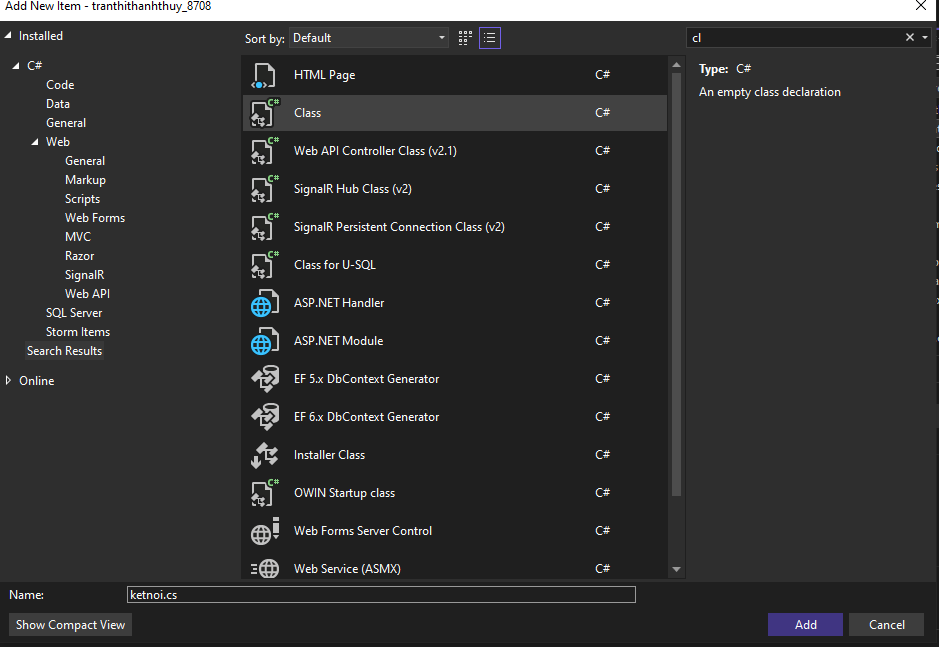 Add New Item - tranthithanhthuy_8708
Installed
C#
Code
Data
General
Web
General
Markup
Scripts
Web Forms
MVC
Razor
SignalR
Web API
SQL Server
Storm Items
Search Results
Online
Sort by: Default
HTML Page C#
Class C#
Web API Controller Class (v2.1) C#
SignalR Hub Class (v2) C#
SignalR Persistent Connection Class (v2) C#
Class for U-SQL C#
ASP.NET Handler C#
ASP.NET Module C#
EF 5.x DbContext Generator C#
EF 6.x DbContext Generator C#
Installer Class C#
OWIN Startup class C#
Web Forms Server Control C#
Web Service (ASMX) C#
cl
Type: C#
An empty class declaration
Name: ketnoi.cs
Show Compact View
Add Cancel